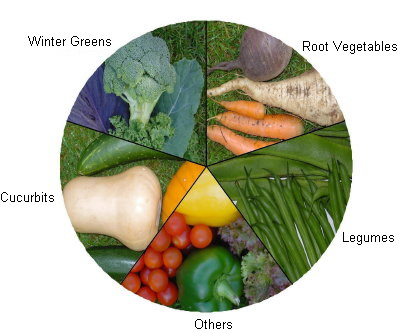 Winter Greens
Root Vegetables
Cucurbits
Legumes
Others